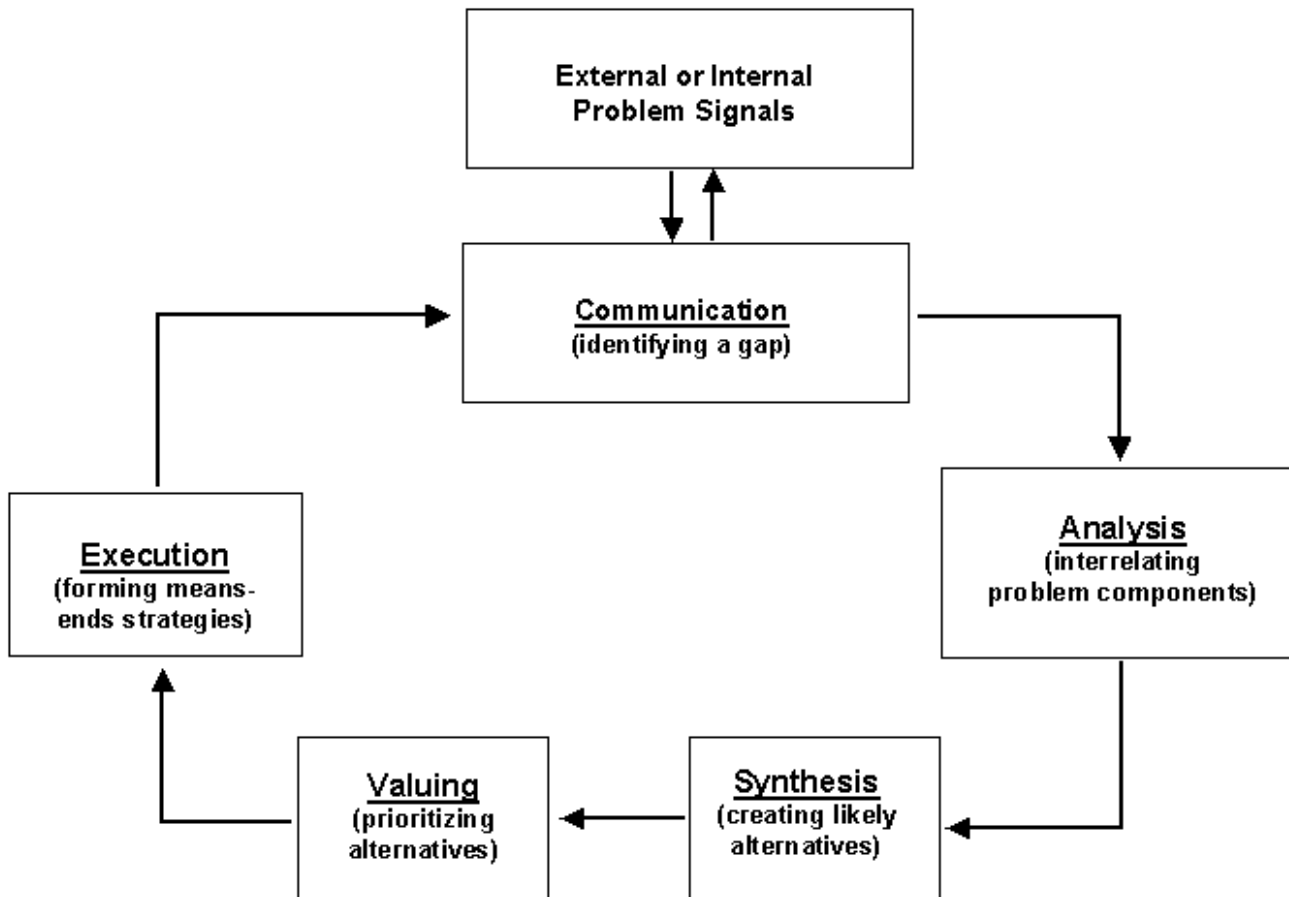 External or Internal
Problem Signals
Communication
(identifying a gap)
Analysis
(interrelating
problem components)
Synthesis
(creating likely
alternatives)
Valuing
(prioritizing
alternatives)
Execution
(forming means-
ends strategies)